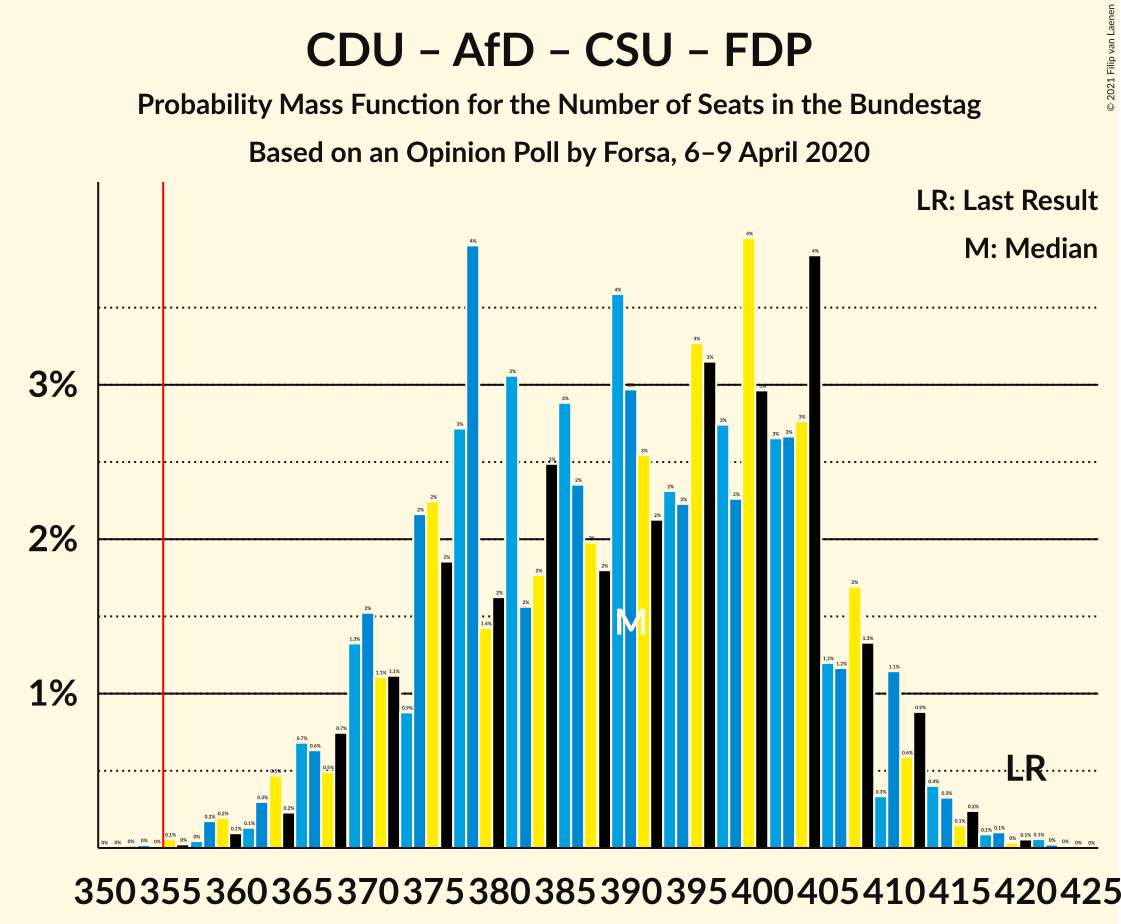 CDU – AfD – CSU – FDP
Probability Mass Function for the Number of Seats in the Bundestag
Based on an Opinion Poll by Forsa, 6–9 April 2020
© 2021 Filip van Laenen
LR: Last Result
M: Median
3%
2%
1%
M
LR
350 355 360 365 370 375 380 385 390 395 400 405 410 415 420 425